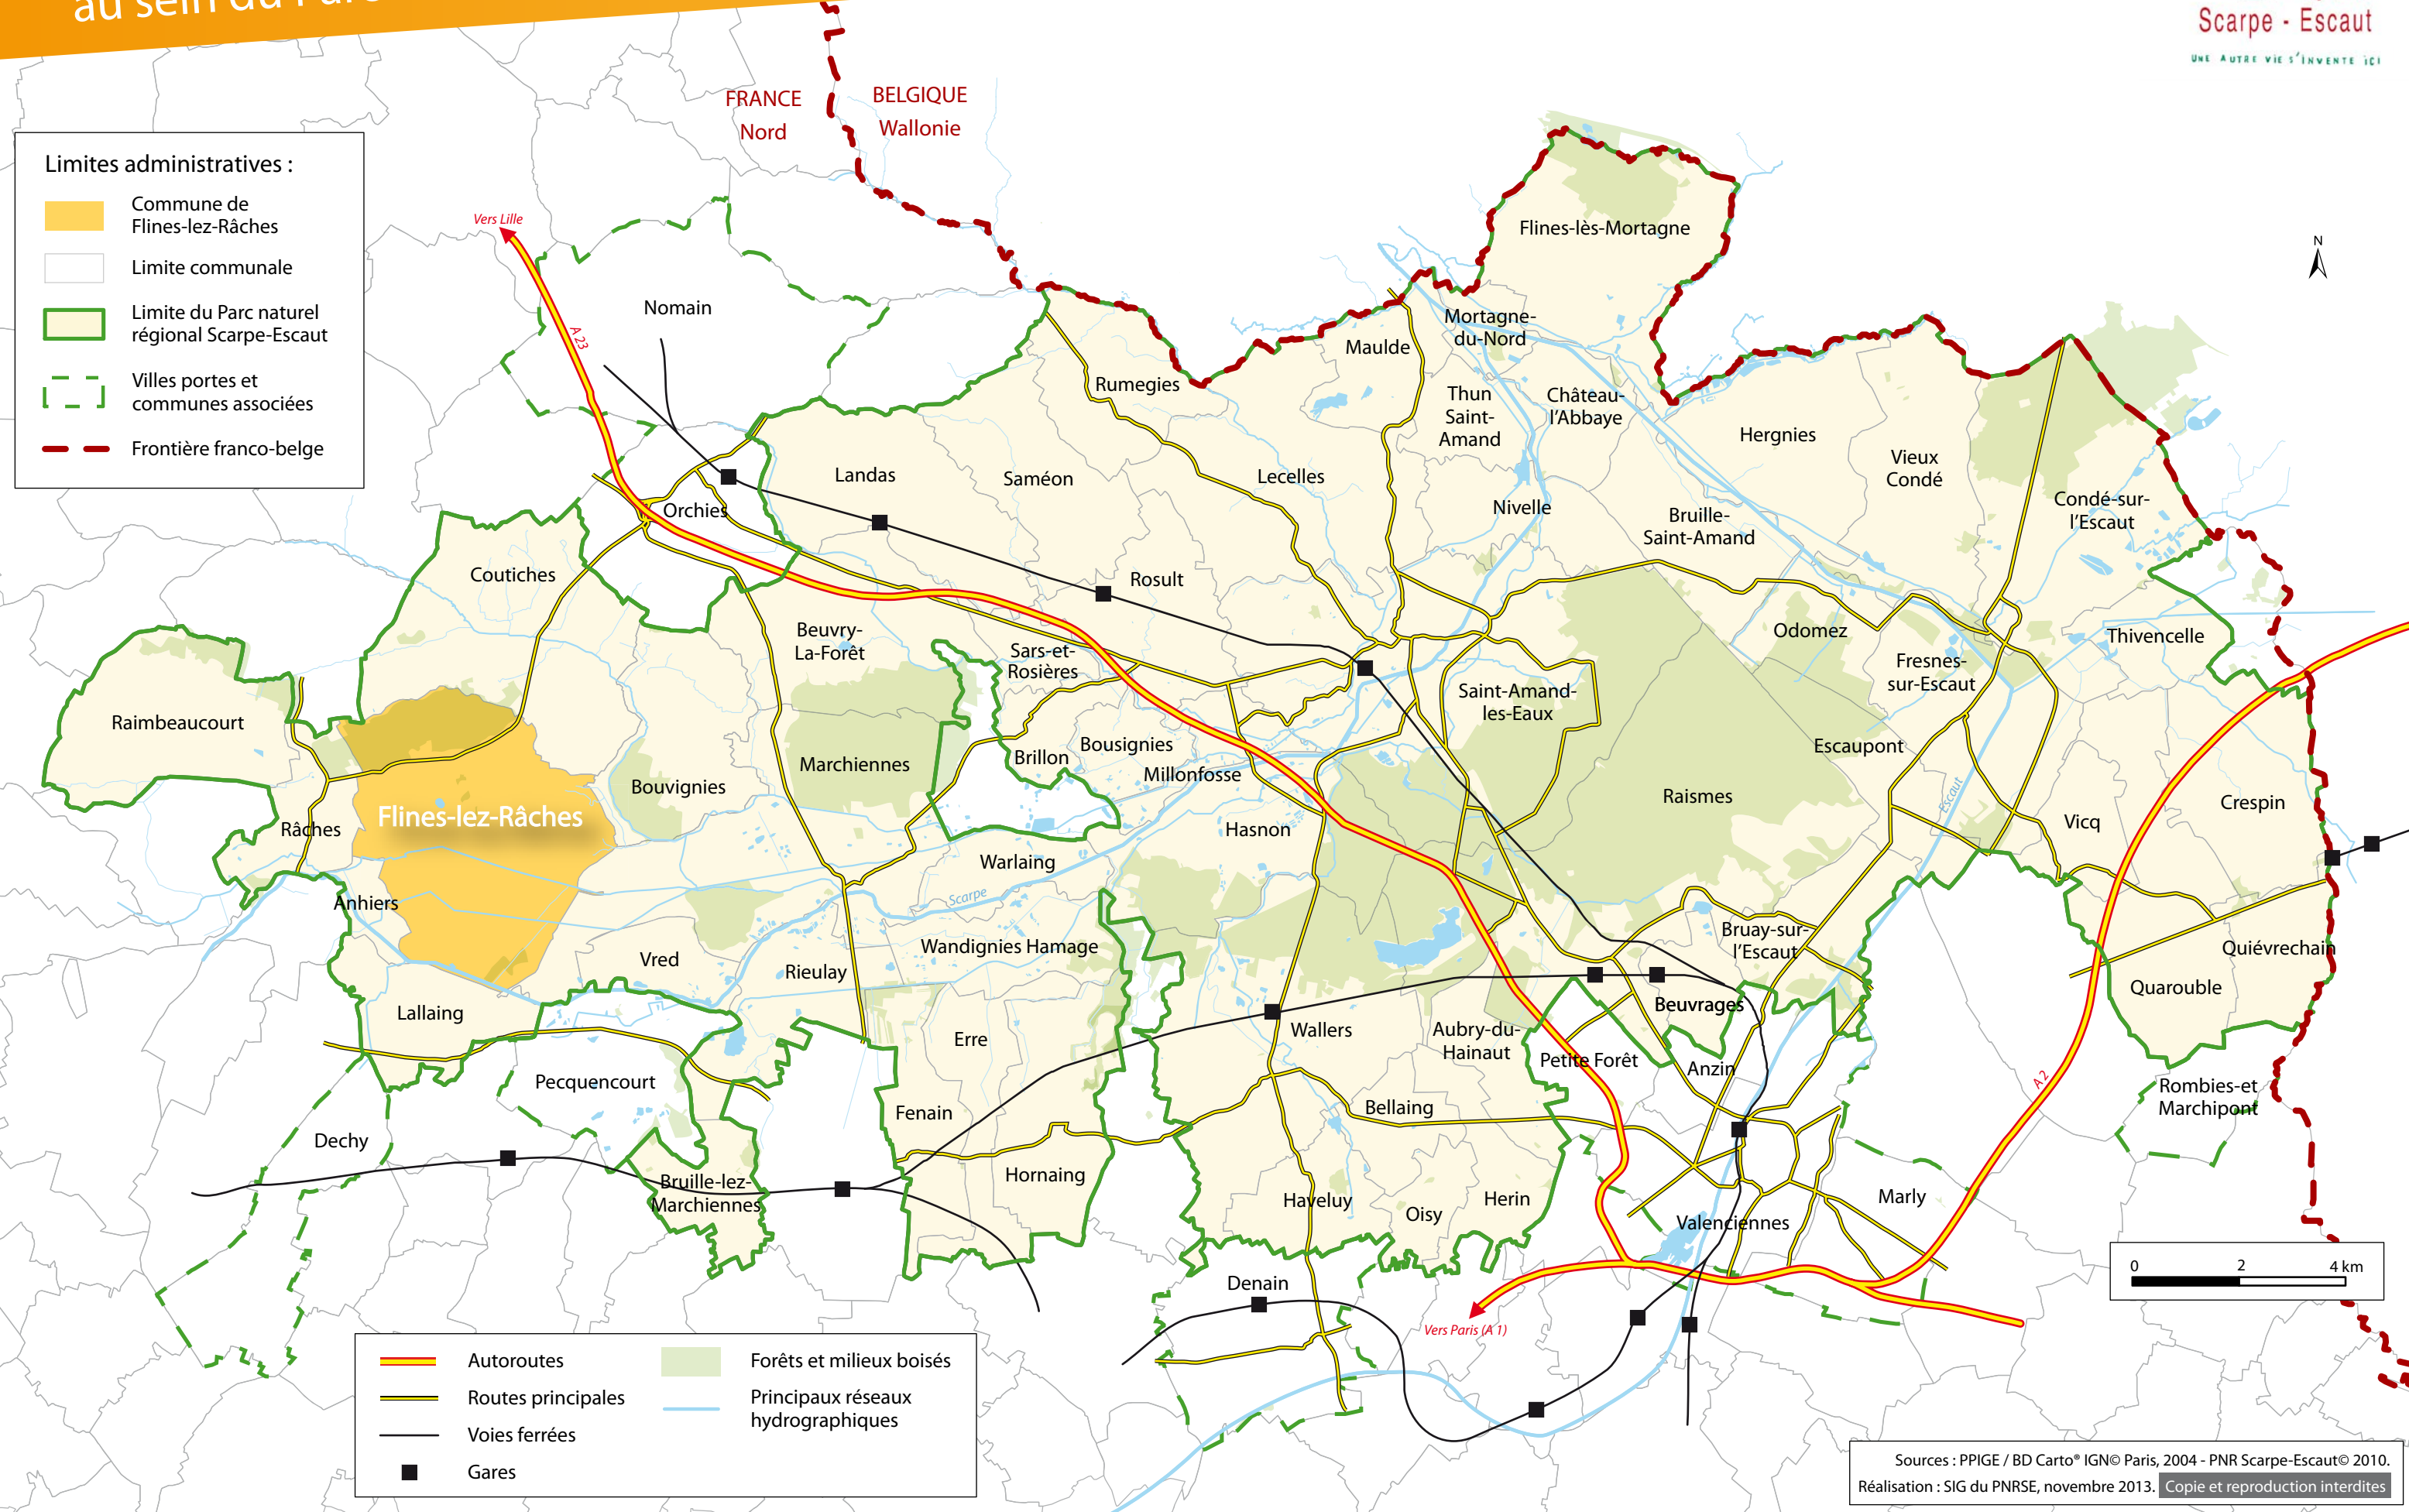 au sein du Parc
Scarpe - Escaut
UNE AUTRE VIE S'INVENTE ICI
FRANCE
Nord
BELGIQUE
Wallonie
Limites administratives :
Commune de
Flines-lez-Râches
Limite communale
Limite du Parc naturel
régional Scarpe-Escaut
Villes portes et
communes associées
Frontière franco-belge
Vers Lille
A 23
N
Nomain
Flines-lès-Mortagne
Mortagne-
du-Nord
Maulde
Rumegies
Thun
Saint-
Amand
Château-
l'Abbaye
Hergnies
Vieux
Condé
Condé-sur-
l'Escaut
Landas
Saméon
Lecelles
Nivelle
Bruille-
Saint-Amand
Orchies
Coutiches
Rosult
Beuvry-
La-Forêt
Sars-et-
Rosières
Odomez
Thivencelle
Fresnes-
sur-Escaut
Saint-Amand-
les-Eaux
Raimbeaucourt
Marchiennes
Brillon
Bousignies
Millonfosse
Escaupont
Bouvignies
Raismes
Escaut
Crespin
Flines-lez-Râches
Râches
Hasnon
Vicq
Warlaing
Scarpe
Anhiers
Wandignies Hamage
Bruay-sur-
l'Escaut
Quiévrechain
Vred
Rieulay
Quarouble
Lallaing
Erre
Wallers
Aubry-du-
Hainaut
Beuvrages
Petite Forêt
Anzin
Pecquencourt
A 2
Rombies-et
Marchipont
Fenain
Bellaing
Dechy
Bruille-lez-
Marchiennes
Hornaing
Haveluy
Oisy
Herin
Marly
Valenciennes
Denain
Vers Paris (A 1)
0 2 4 km
Autoroutes
Routes principales
Voies ferrées
Gares
Forêts et milieux boisés
Principaux réseaux
hydrographiques
Sources : PPIGE / BD Carto® IGN© Paris, 2004 - PNR Scarpe-Escaut© 2010.
Réalisation : SIG du PNRSE, novembre 2013. Copie et reproduction interdites